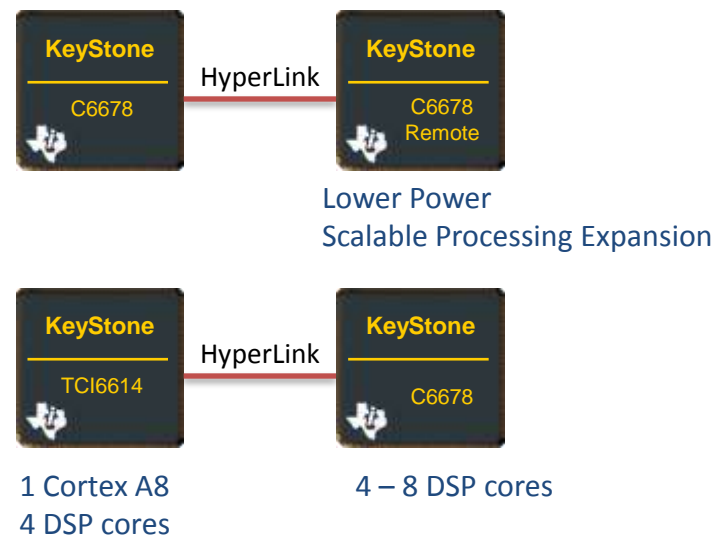 KeyStone
C6678
HyperLink
KeyStone
C6678
Remote
Lower Power
Scalable Processing Expansion
KeyStone
TCI6614
HyperLink
KeyStone
C6678
1 Cortex A8
4 DSP cores
4 – 8 DSP cores